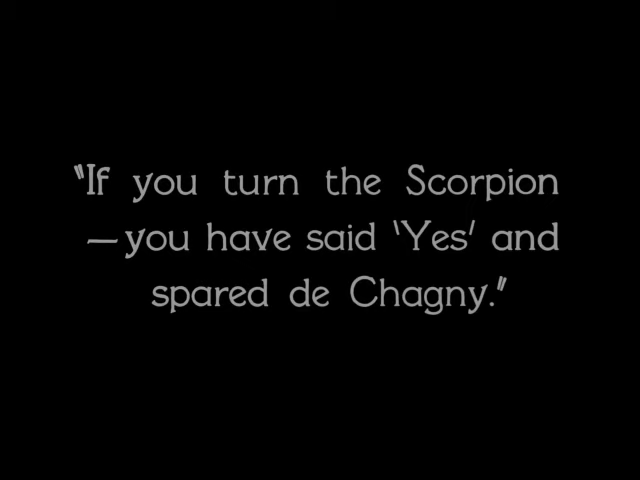 "If you turn the Scorpion
—you have said 'Yes' and
spared de Chagny."